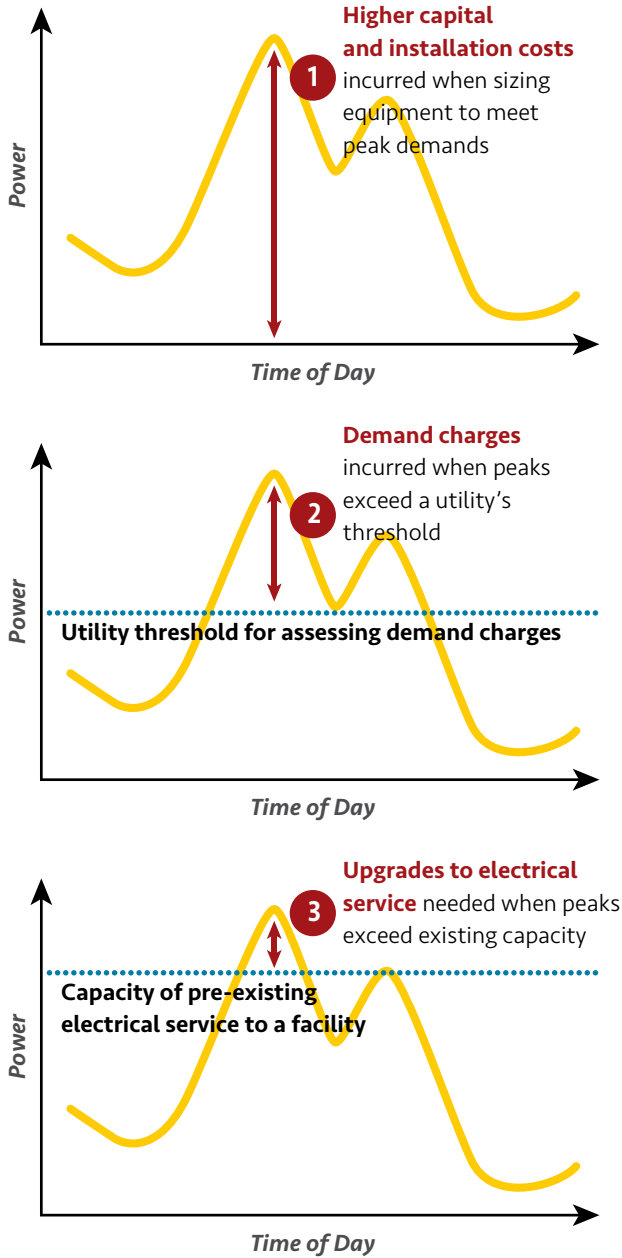 Higher capital
and installation costs
1
incurred when sizing
equipment to meet
peak demands
Power
Time of Day
Demand charges
incurred when peaks
2
exceed a utility’s
threshold
Power
Utility threshold for assessing demand charges
Time of Day
Upgrades to electrical
3
service needed when peaks
exceed existing capacity
Capacity of pre-existing
electrical service to a facility
Power
Time of Day